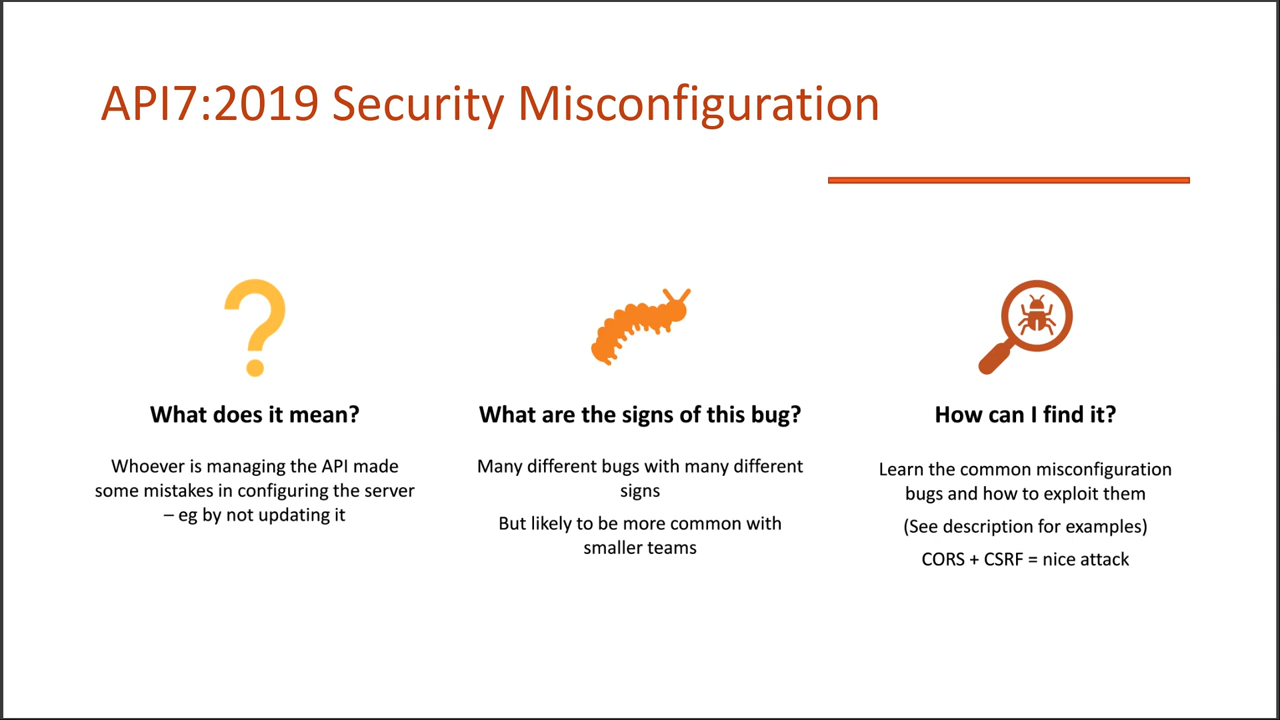 API7:2019 Security Misconfiguration
What does it mean?
Whoever is managing the API made
some mistakes in configuring the server
– eg by not updating it
What are the signs of this bug?
Many different bugs with many different
signs
But likely to be more common with
smaller teams
How can I find it?
Learn the common misconfiguration
bugs and how to exploit them
(See description for examples)
CORS + CSRF = nice attack